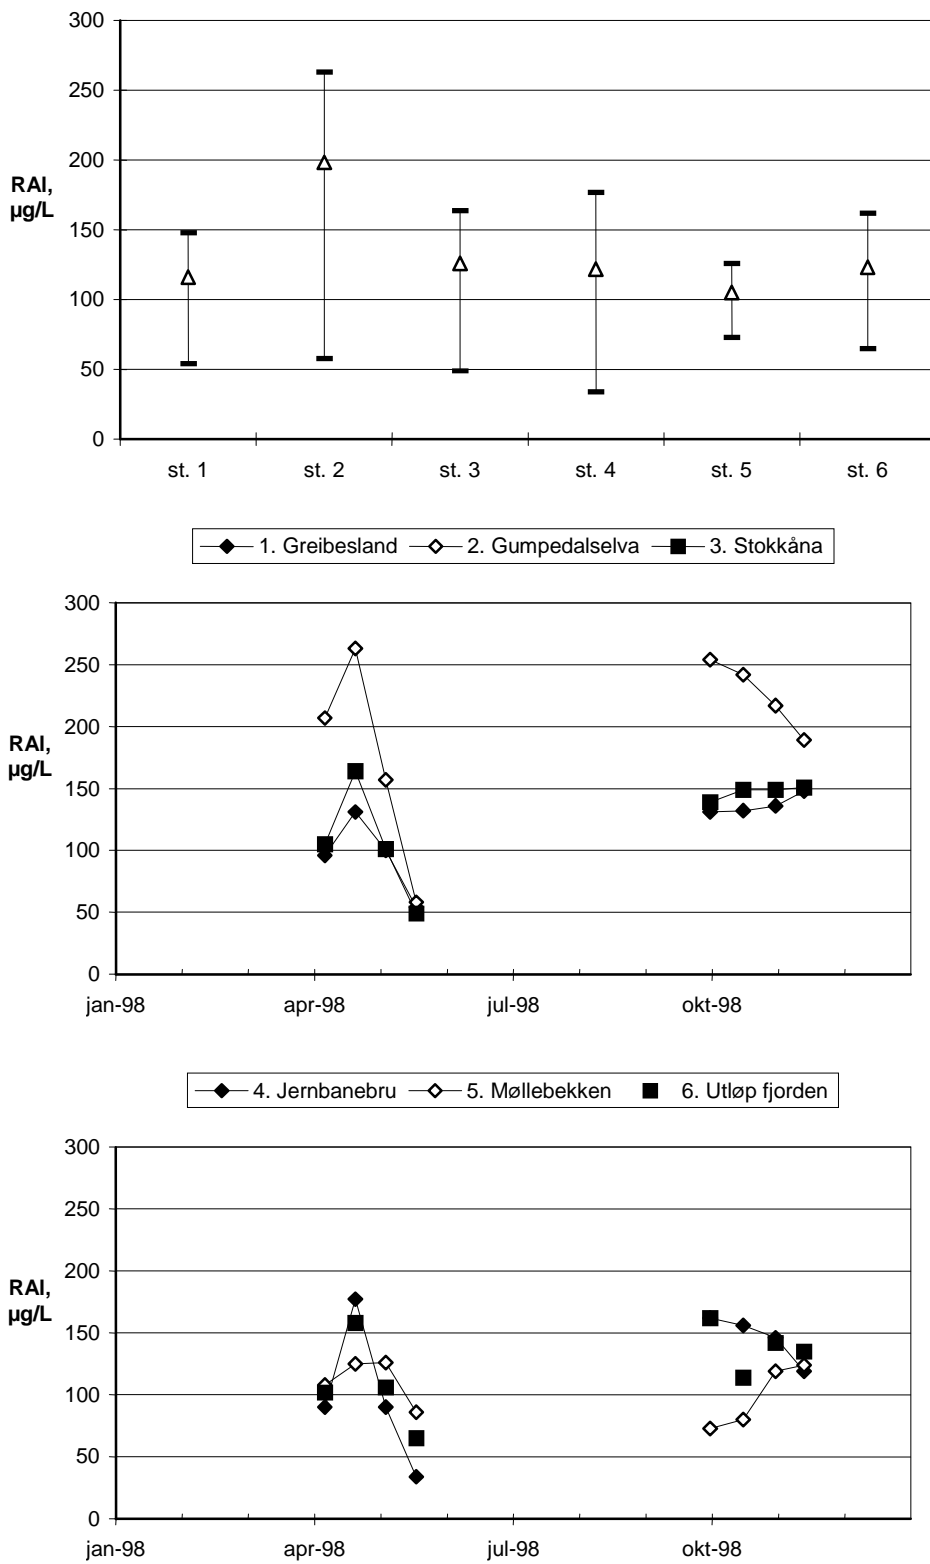 300
250
200
150
100
50
0
RAl,
µg/L
st. 1 st. 2 st. 3 st. 4 st. 5 st. 6
1. Greibesland 2. Gumpedalselva 3. Stokkåna
300
250
200
150
100
50
0
RAl,
µg/L
jan-98 apr-98 jul-98 okt-98
4. Jernbanebru 5. Møllebekken 6. Utløp fjorden
300
250
200
150
100
50
0
RAl,
µg/L
jan-98 apr-98 jul-98 okt-98